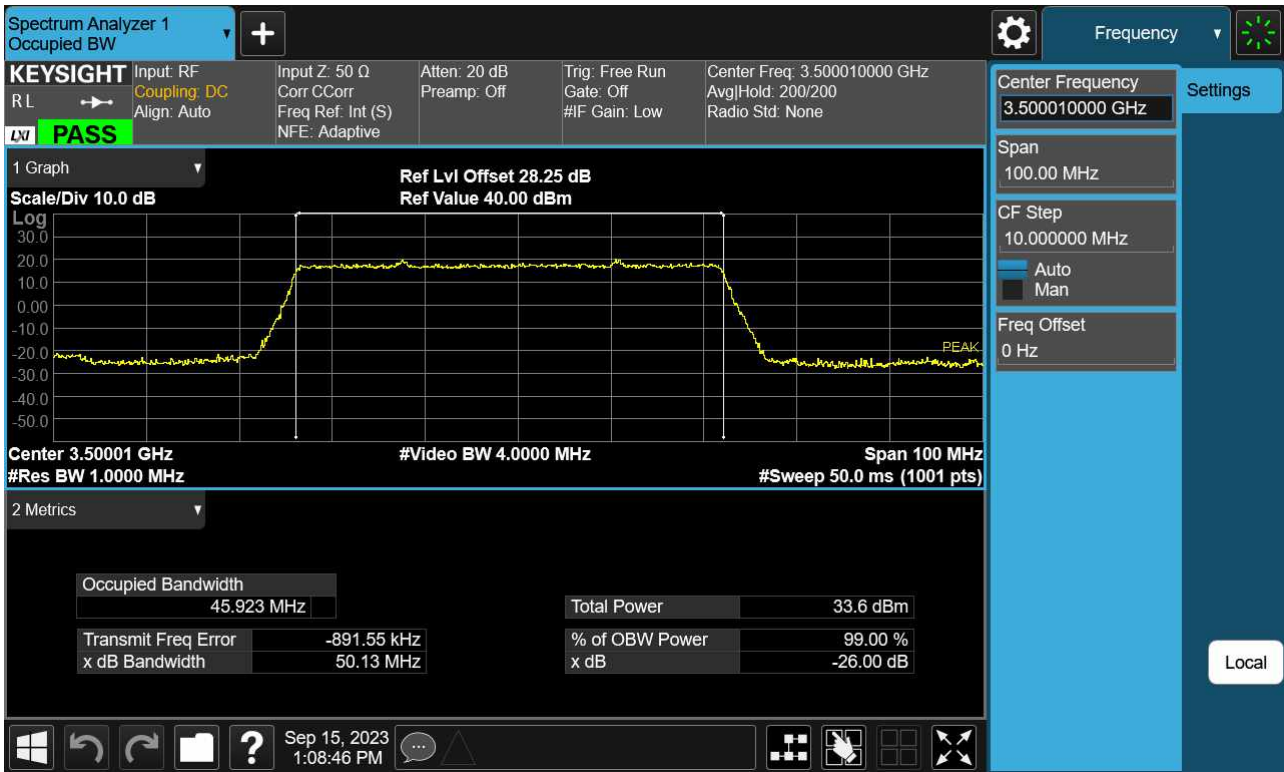 Spectrum Analyzer 1
Occupied BW
+
Frequency
KEYSIGHT
R L
LXI
PASS
Input: RF
Coupling: DC
Align: Auto
Input Z: 50 Ω
Corr CCorr
Freq Ref: Int (S)
NFE: Adaptive
Atten: 20 dB
Preamp: Off
Trig: Free Run
Gate: Off
#IF Gain: Low
Center Freq: 3.500010000 GHz
Avg|Hold: 200/200
Radio Std: None
Center Frequency
3.500010000 GHz
Settings
Span
100.00 MHz
CF Step
10.000000 MHz
Auto
Man
Freq Offset
0 Hz
Local
1 Graph
Scale/Div 10.0 dB
Ref Lvl Offset 28.25 dB
Ref Value 40.00 dBm
Log
30.0
20.0
10.0
0.00
-10.0
-20.0
-30.0
-40.0
-50.0
PEAK
Center 3.50001 GHz
#Video BW 4.0000 MHz
Span 100 MHz
#Res BW 1.0000 MHz
#Sweep 50.0 ms (1001 pts)
2 Metrics
Occupied Bandwidth
45.923 MHz
Total Power 33.6 dBm
Transmit Freq Error -891.55 kHz
% of OBW Power 99.00 %
x dB Bandwidth 50.13 MHz
x dB -26.00 dB
?
Sep 15, 2023
1:08:46 PM